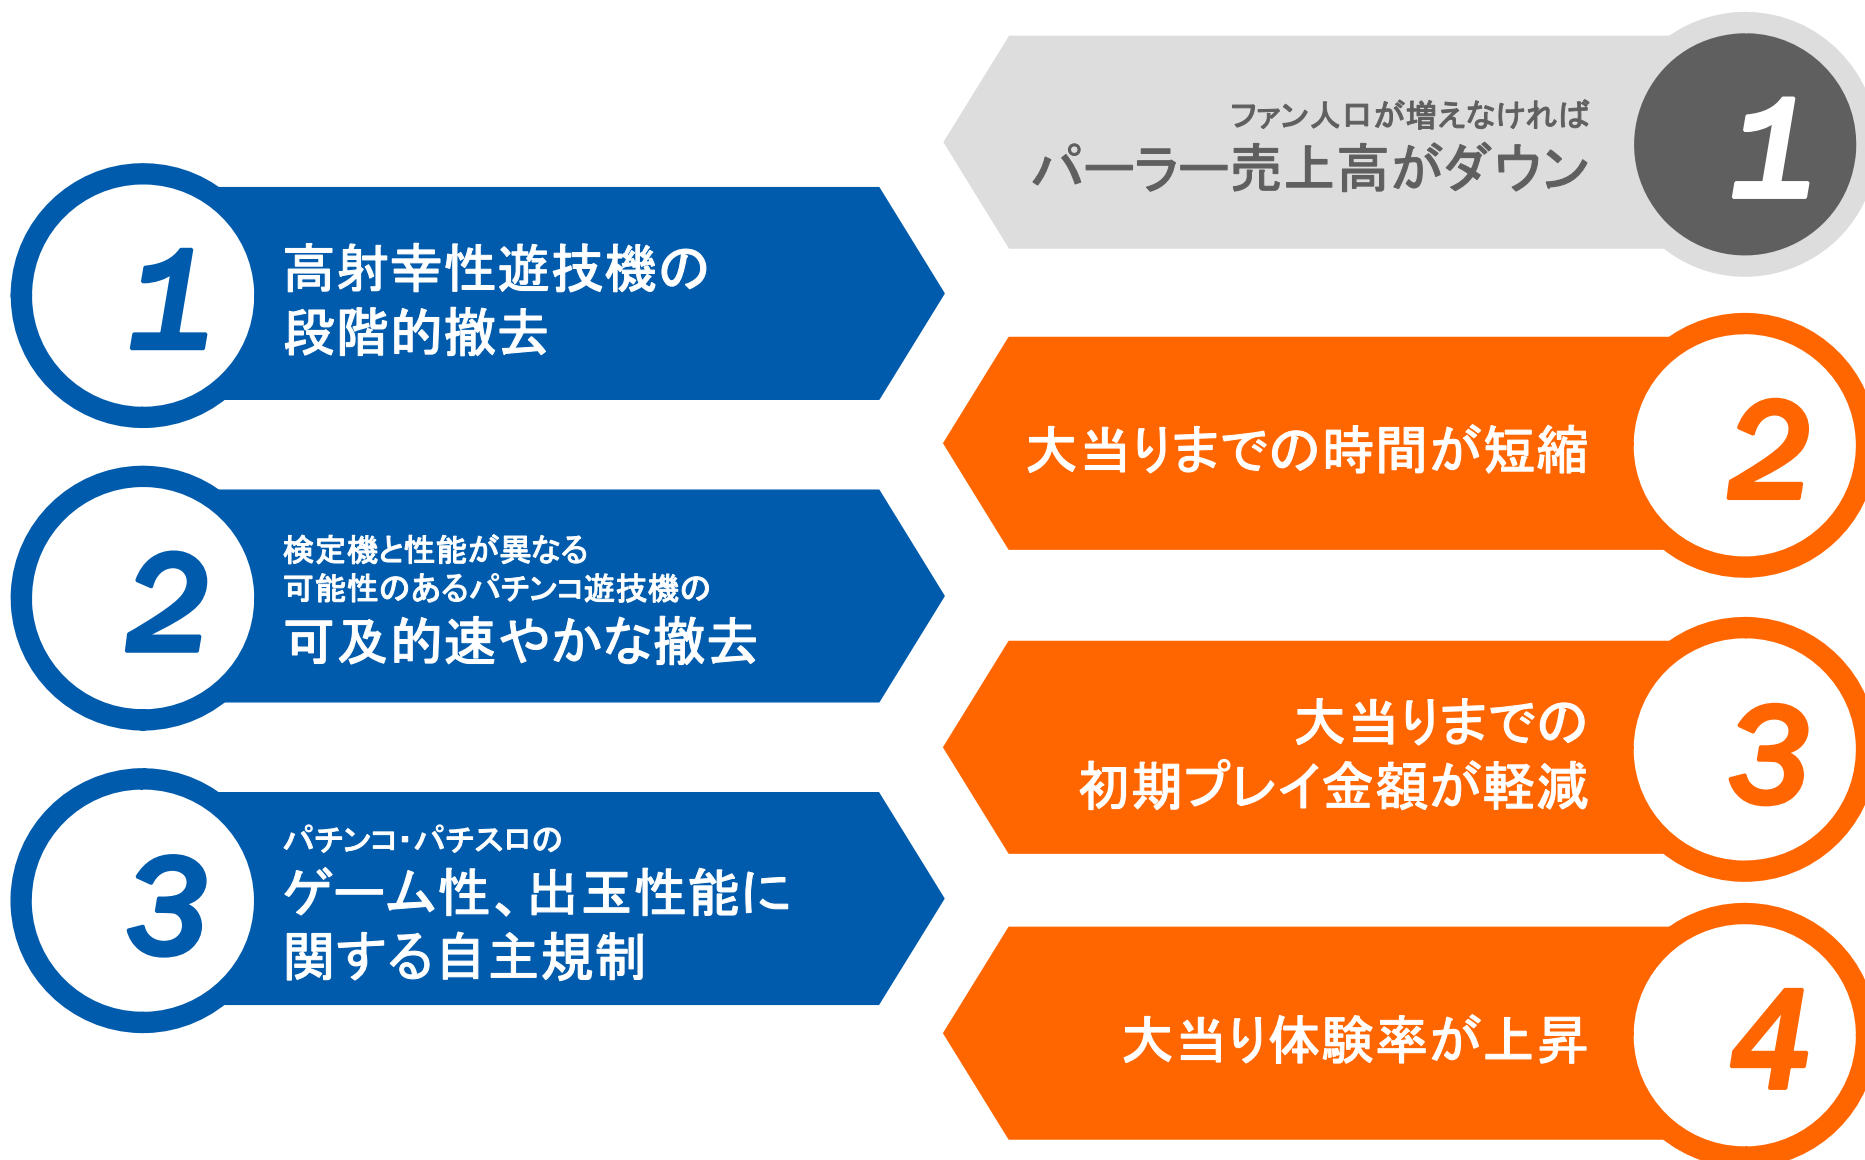 1
高射幸性遊技機の
段階的撤去
2
検定機と性能が異なる
可能性のあるパチンコ遊技機の
可及的速やかな撤去
3
パチンコ・パチスロの
ゲーム性、出玉性能に
関する自主規制
ファン人口が増えなければ
パーラー売上高がダウン
1
大当りまでの時間が短縮
2
大当りまでの
初期プレイ金額が軽減
3
大当り体験率が上昇
4